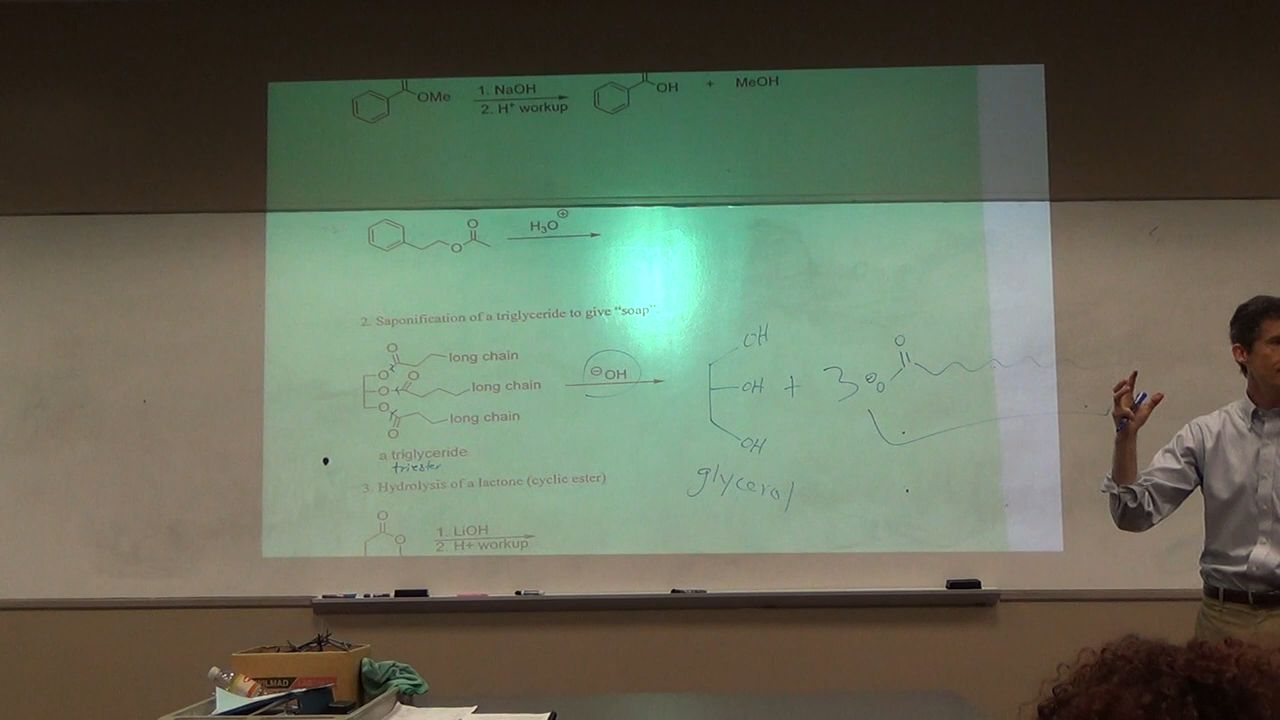 OMe 1. NaOH OH + MeOH
2. H⁺ workup
O H₃O⊕
O
2. Saponification of a triglyceride to give "soap"
O long chain OH O
O O long chain ⊖OH OH + 3 ⊖O
O long chain
O OH
a triglyceride
triester glycerol
3. Hydrolysis of a lactone (cyclic ester)
O 1. LiOH
O 2. H+ workup
WILMAD